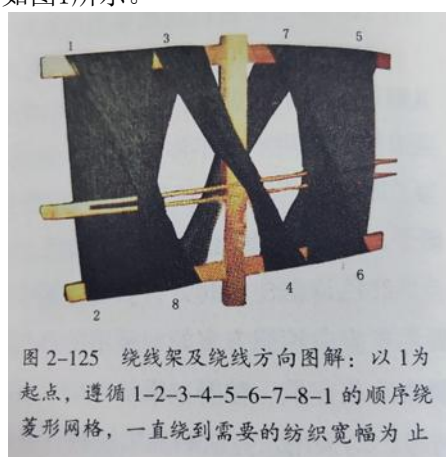 如图1所示。
1 3 7 5
2 8 4 6
图 2-125 绕线架及绕线方向图解：以 1为
起点，遵循 1-2-3-4-5-6-7-8-1 的顺序绕
菱形网格，一直绕到需要的纺织宽幅为 止